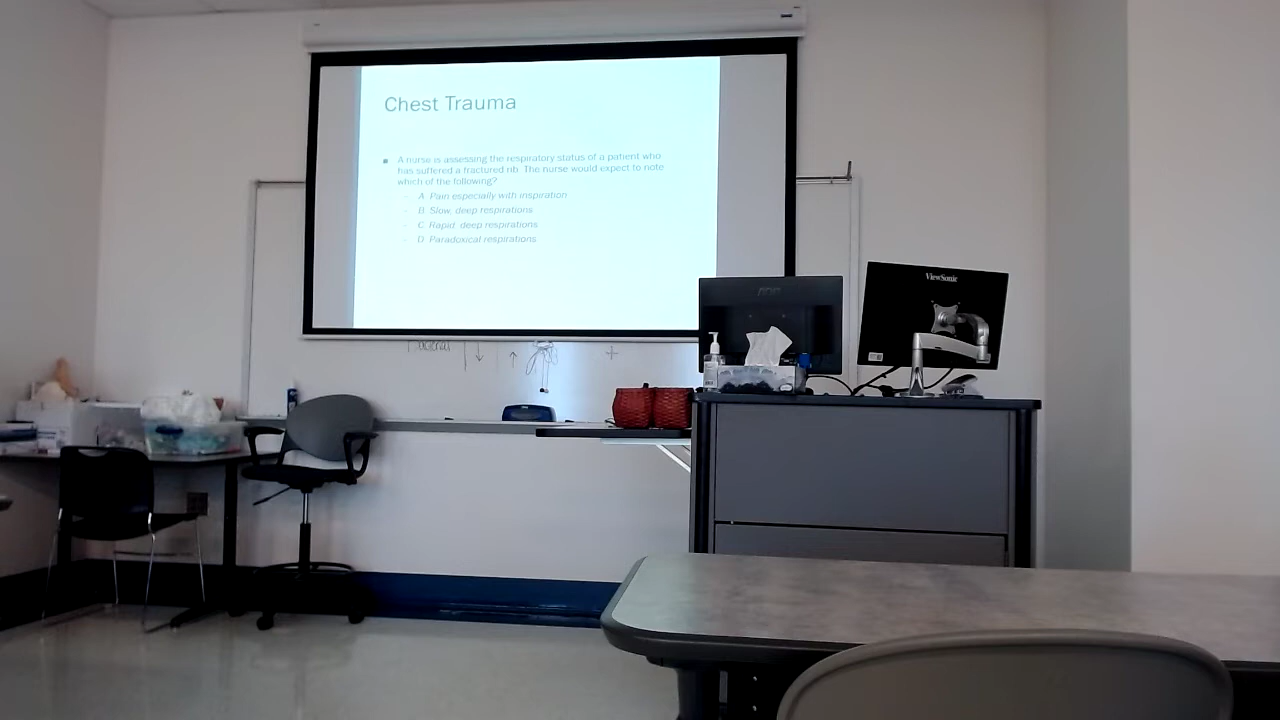 Chest Trauma
A nurse is assessing the respiratory status of a patient who
has suffered a fractured rib. The nurse would expect to note
which of the following?
A. Pain especially with inspiration
B. Slow, deep respirations
C. Rapid, deep respirations
D. Paradoxical respirations
AOC
ViewSonic